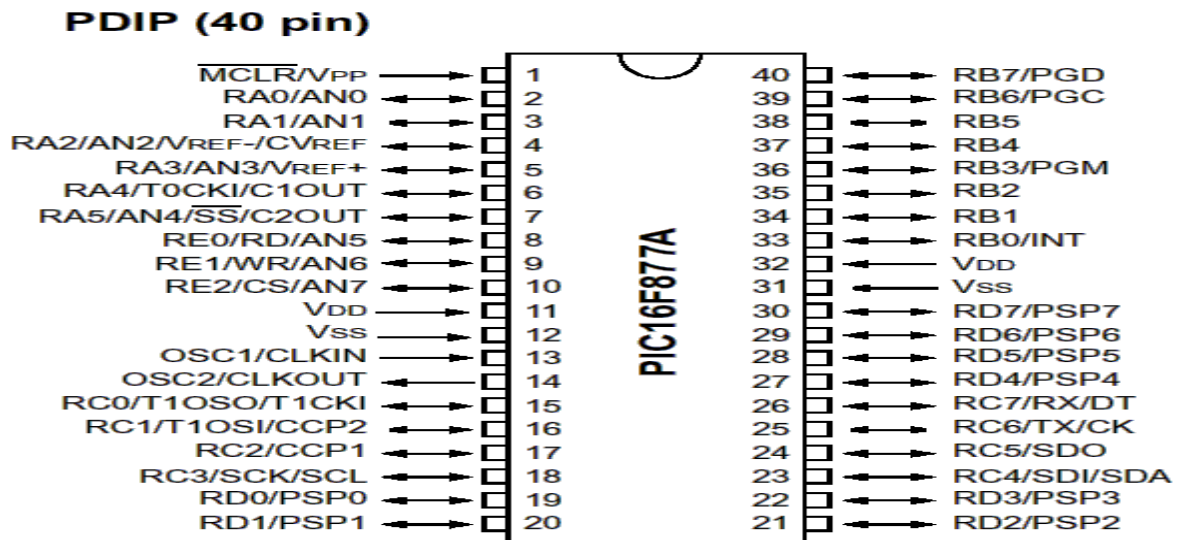 PDIP (40 pin)
MCLR/VPP 1 40 RB7/PGD
RA0/AN0 2 39 RB6/PGC
RA1/AN1 3 38 RB5
RA2/AN2/VREF-/CVREF 4 37 RB4
RA3/AN3/VREF+ 5 36 RB3/PGM
RA4/T0CKI/C1OUT 6 35 RB2
RA5/AN4/SS/C2OUT 7 34 RB1
RE0/RD/AN5 8 33 RB0/INT
RE1/WR/AN6 9 32 VDD
RE2/CS/AN7 10 31 VSS
VDD 11 30 RD7/PSP7
VSS 12 29 RD6/PSP6
OSC1/CLKIN 13 28 RD5/PSP5
OSC2/CLKOUT 14 27 RD4/PSP4
RC0/T1OSO/T1CKI 15 26 RC7/RX/DT
RC1/T1OSI/CCP2 16 25 RC6/TX/CK
RC2/CCP1 17 24 RC5/SDO
RC3/SCK/SCL 18 23 RC4/SDI/SDA
RD0/PSP0 19 22 RD3/PSP3
RD1/PSP1 20 21 RD2/PSP2
PIC16F877A